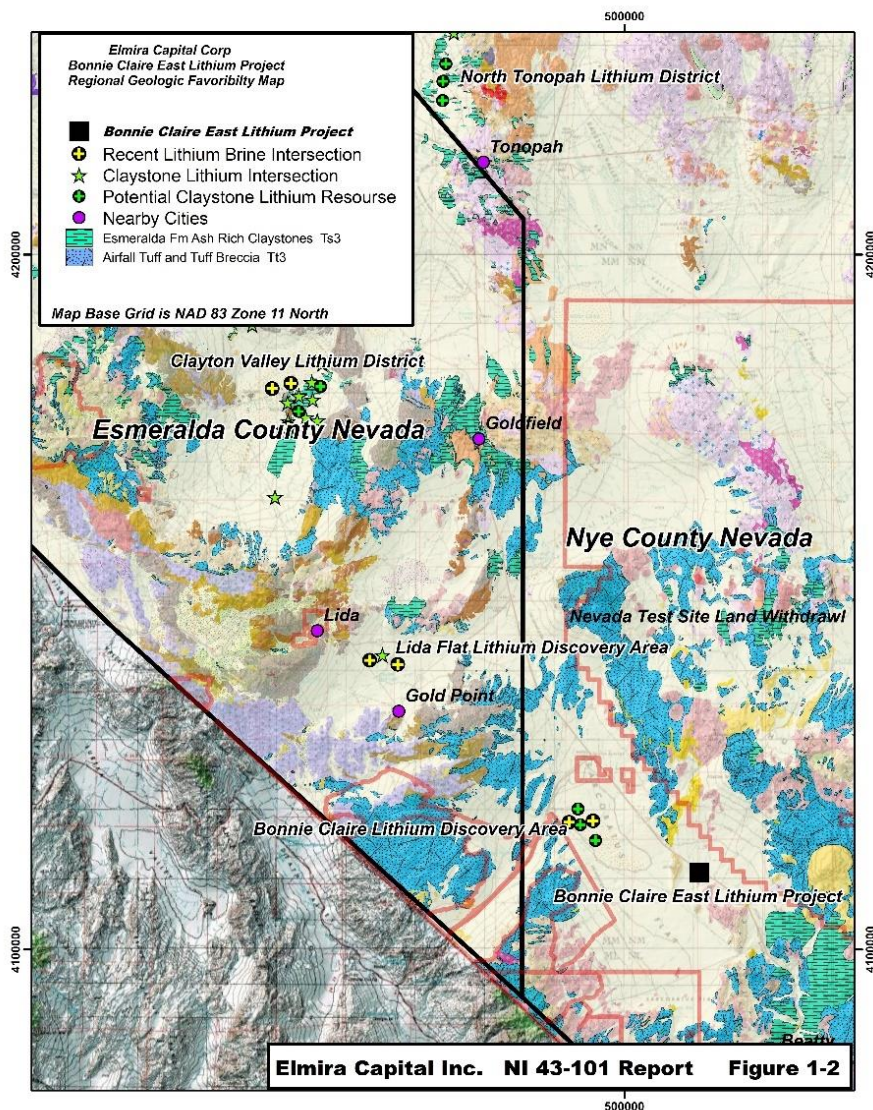 500000
Elmira Capital Corp
Bonnie Claire East Lithium Project
Regional Geologic Favoribilty Map
Bonnie Claire East Lithium Project
Recent Lithium Brine Intersection
Claystone Lithium Intersection
Potential Claystone Lithium Resourse
Nearby Cities
Esmeralda Fm Ash Rich Claystones Ts3
Airfall Tuff and Tuff Breccia Tt3
Map Base Grid is NAD 83 Zone 11 North
North Tonopah Lithium District
Tonopah
4200000
4200000
Clayton Valley Lithium District
Esmeralda County Nevada
Goldfield
Nye County Nevada
Nevada Test Site Land Withdrawl
Lida
Lida Flat Lithium Discovery Area
Gold Point
Bonnie Claire Lithium Discovery Area
Bonnie Claire East Lithium Project
4100000
4100000
Beatty
Elmira Capital Inc. NI 43-101 Report Figure 1-2
500000